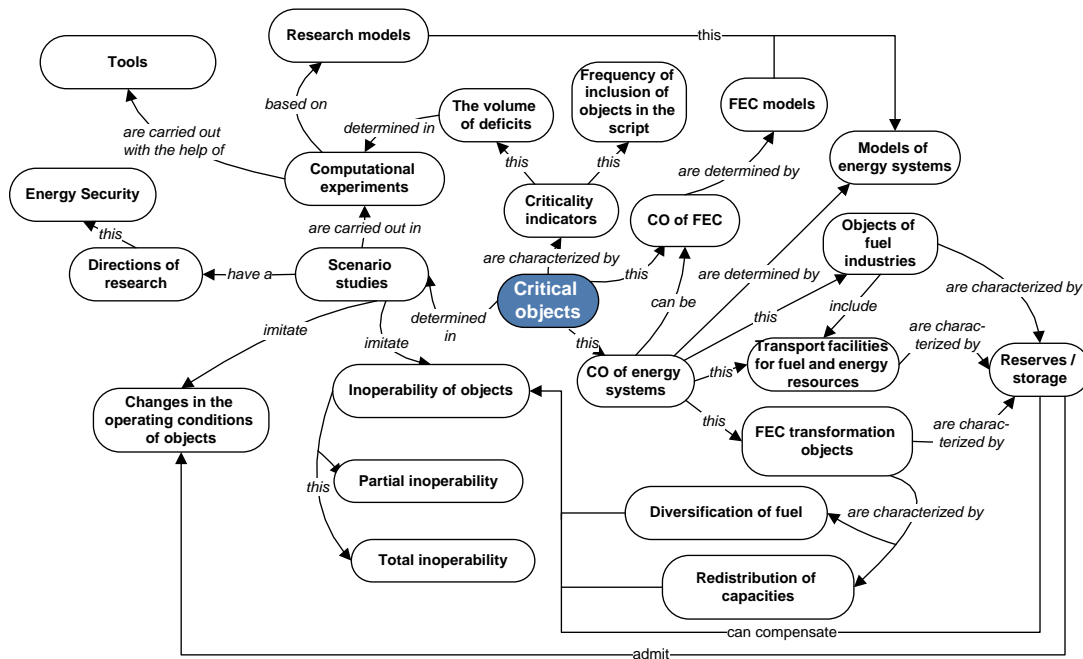 Research models
this
Tools
Frequency of
inclusion of
objects in the
script
based on
The volume
of deficits
FEC models
determined in
are carried out
with the help of
Models of
energy systems
this
this
Computational
experiments
are determined by
Energy Security
Criticality
indicators
CO of FEC
this
are carried out in
Objects of
fuel industries
Directions of
research
have a
Scenario
studies
are characterized by
this
are determined by
Critical
objects
can be
are characterized by
determined
in
this
include
imitate
imitate
this
are charac-
terized by
Transport facilities
for fuel and energy
resources
Reserves /
storage
CO of energy
systems
this
Inoperability of objects
Changes in the
operating conditions
of objects
this
are charac-
terized by
FEC transformation
objects
Partial inoperability
this
Diversification of fuel
are characterized by
Total inoperability
Redistribution of
capacities
can compensate
admit